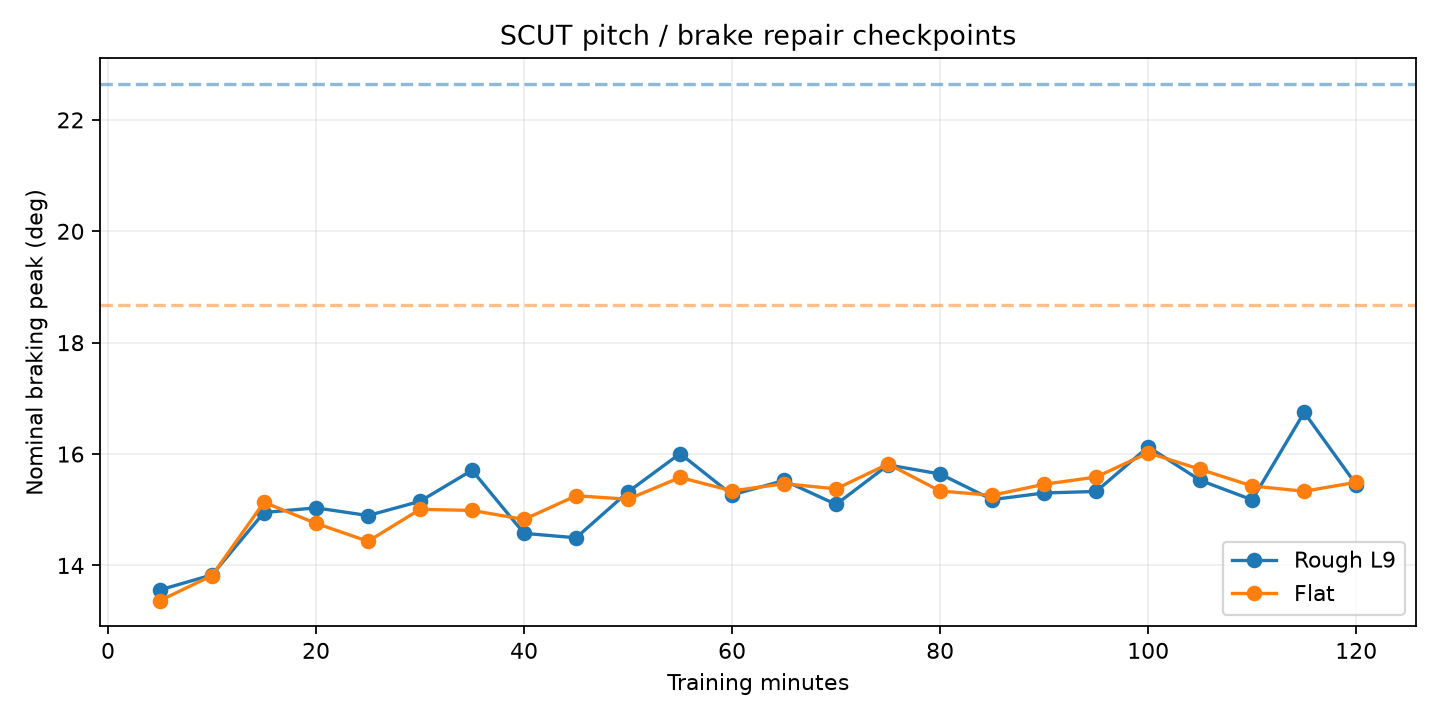 SCUT pitch / brake repair checkpoints
Nominal braking peak (deg)
22
20
18
16
14
0 20 40 60 80 100 120
Training minutes
Rough L9
Flat